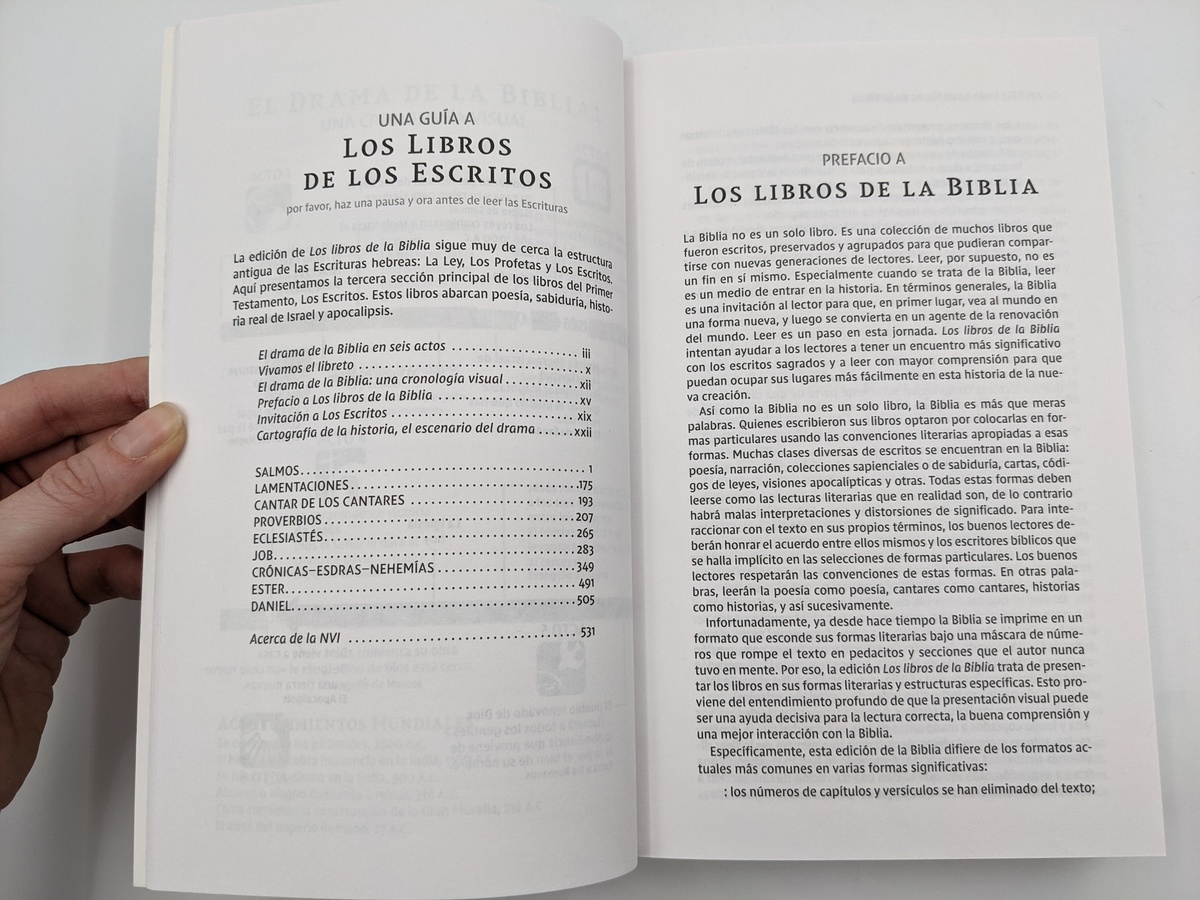 UNA GUÍA A
LOS LIBROS
DE LOS ESCRITOS
por favor, haz una pausa y ora antes de leer las Escrituras
La edición de Los libros de la Biblia sigue muy de cerca la estructura
antigua de las Escrituras hebreas: La Ley, Los Profetas y Los Escritos.
Aquí presentamos la tercera sección principal de los libros del Primer
Testamento, Los Escritos. Estos libros abarcan poesía, sabiduría, histo-
ria real de Israel y apocalipsis.
El drama de la Biblia en seis actos .................... iii
Vivamos el libreto .................... x
El drama de la Biblia: una cronología visual .................... xii
Prefacio a Los libros de la Biblia .................... xv
Invitación a Los Escritos .................... xix
Cartografía de la historia, el escenario del drama ...... xxii
SALMOS .................... 1
LAMENTACIONES .................... 175
CANTAR DE LOS CANTARES .................... 193
PROVERBIOS .................... 207
ECLESIASTÉS .................... 265
JOB .................... 283
CRÓNICAS–ESDRAS–NEHEMÍAS .................... 349
ESTER .................... 491
DANIEL .................... 505
Acerca de la NVI .................... 531
PREFACIO A
LOS LIBROS DE LA BIBLIA
La Biblia no es un solo libro. Es una colección de muchos libros que
fueron escritos, preservados y agrupados para que pudieran compar-
tirse con nuevas generaciones de lectores. Leer, por supuesto, no es
un fin en sí mismo. Especialmente cuando se trata de la Biblia, leer
es un medio de entrar en la historia. En términos generales, la Biblia
es una invitación al lector para que, en primer lugar, vea al mundo en
una forma nueva, y luego se convierta en un agente de la renovación
del mundo. Leer es un paso en esta jornada. Los libros de la Biblia
intentan ayudar a los lectores a tener un encuentro más significativo
con los escritos sagrados y a leer con mayor comprensión para que
puedan ocupar sus lugares más fácilmente en esta historia de la nue-
va creación.
Así como la Biblia no es un solo libro, la Biblia es más que meras
palabras. Quienes escribieron sus libros optaron por colocarlas en for-
mas particulares usando las convenciones literarias apropiadas a esas
formas. Muchas clases diversas de escritos se encuentran en la Biblia:
poesía, narración, colecciones sapienciales o de sabiduría, cartas, códi-
gos de leyes, visiones apocalípticas y otras. Todas estas formas deben
leerse como las lecturas literarias que en realidad son, de lo contrario
habrá malas interpretaciones y distorsiones de significado. Para inte-
raccionar con el texto en sus propios términos, los buenos lectores de-
berán honrar el acuerdo entre ellos mismos y los escritores bíblicos que
se halla implícito en las selecciones de formas particulares. Los buenos
lectores respetarán las convenciones de estas formas. En otras pala-
bras, leerán la poesía como poesía, cantares como cantares, historias
como historias, y así sucesivamente.
Infortunadamente, ya desde hace tiempo la Biblia se imprime en un
formato que esconde sus formas literarias bajo una máscara de núme-
ros que rompe el texto en pedacitos y secciones que el autor nunca
tuvo en mente. Por eso, la edición Los libros de la Biblia trata de presen-
tar los libros en sus formas literarias y estructuras específicas. Esto pro-
viene del entendimiento profundo de que la presentación visual puede
ser una ayuda decisiva para la lectura correcta, la buena comprensión y
una mejor interacción con la Biblia.
Específicamente, esta edición de la Biblia difiere de los formatos ac-
tuales más comunes en varias formas significativas:
: los números de capítulos y versículos se han eliminado del texto;